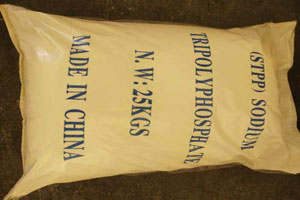 (STPP) SODIUM
TRIPOLYPHOSPHATE
N.W:25KGS
MADE IN CHINA